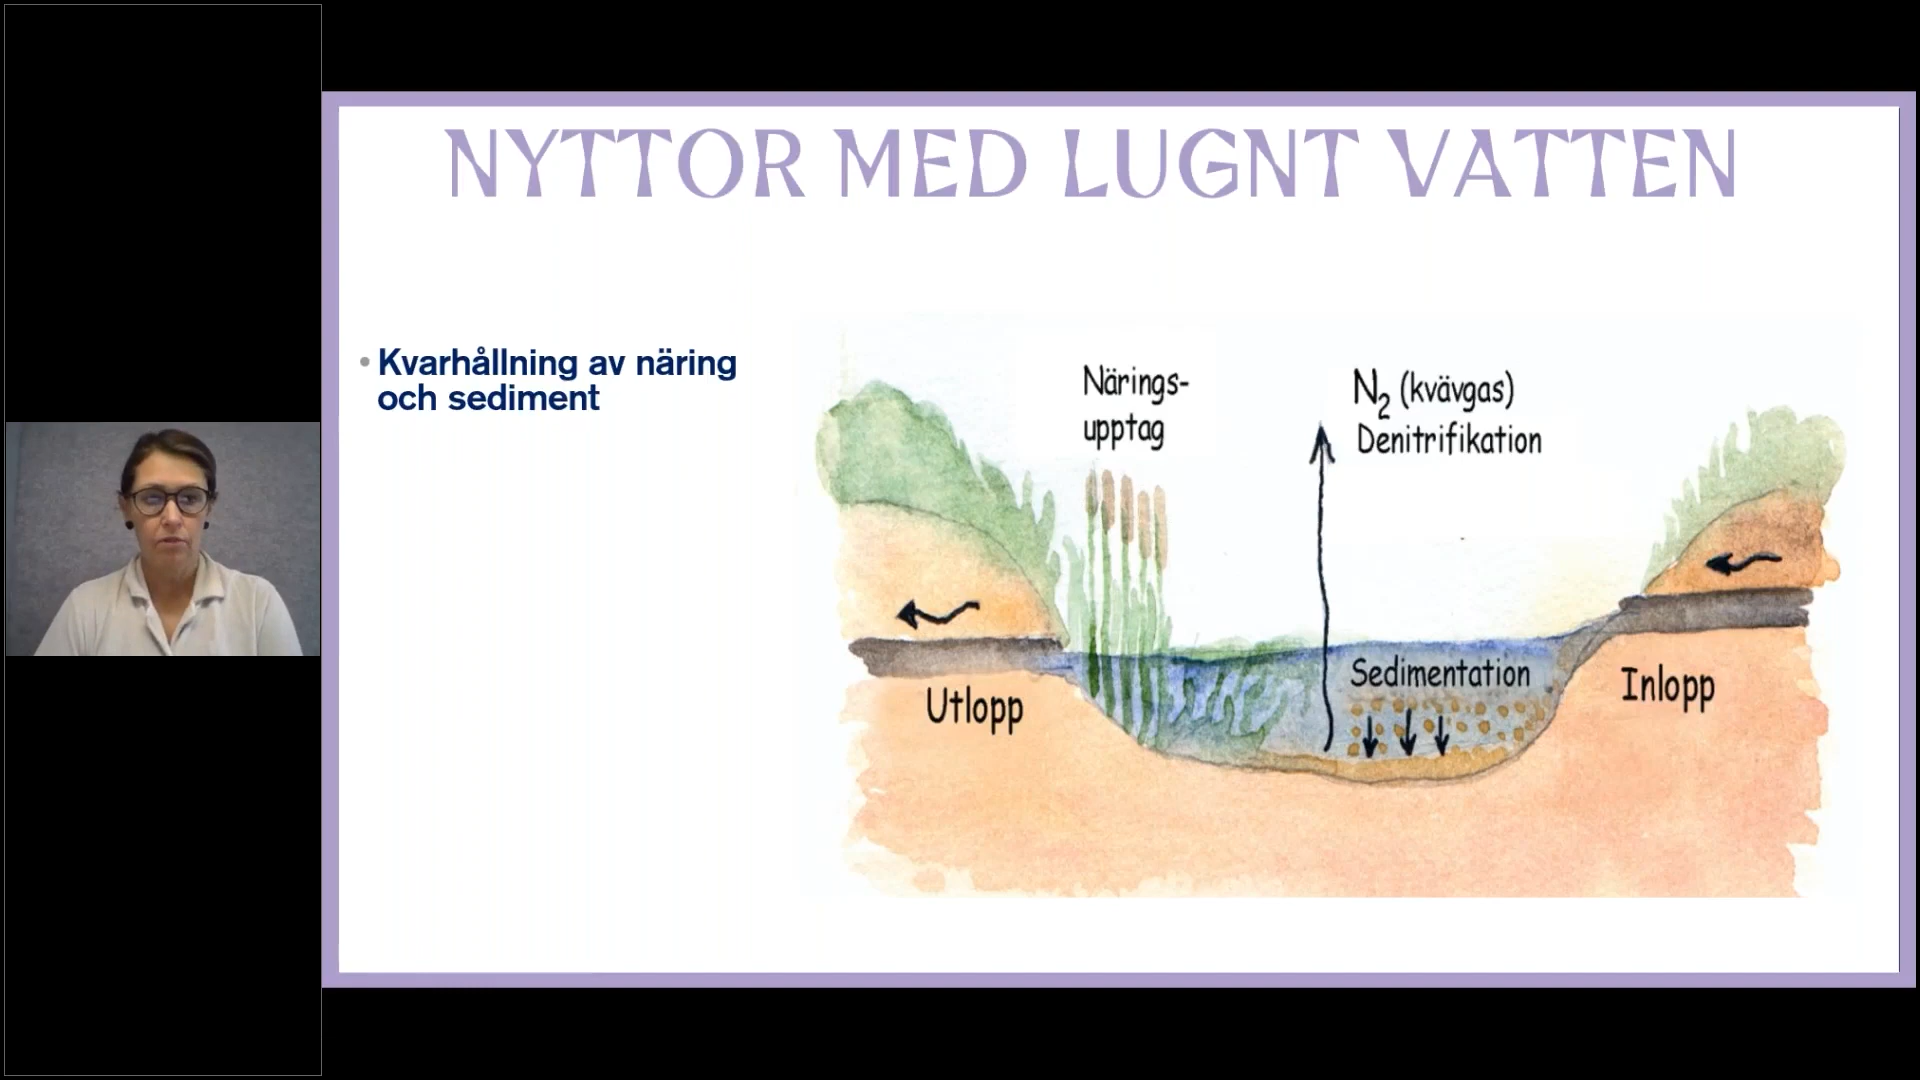 NYTTOR MED LUGNT VATTEN
• Kvarhållning av näring
och sediment
Närings-
upptag
N₂ (kvävgas)
Denitrifikation
Sedimentation
Utlopp
Inlopp